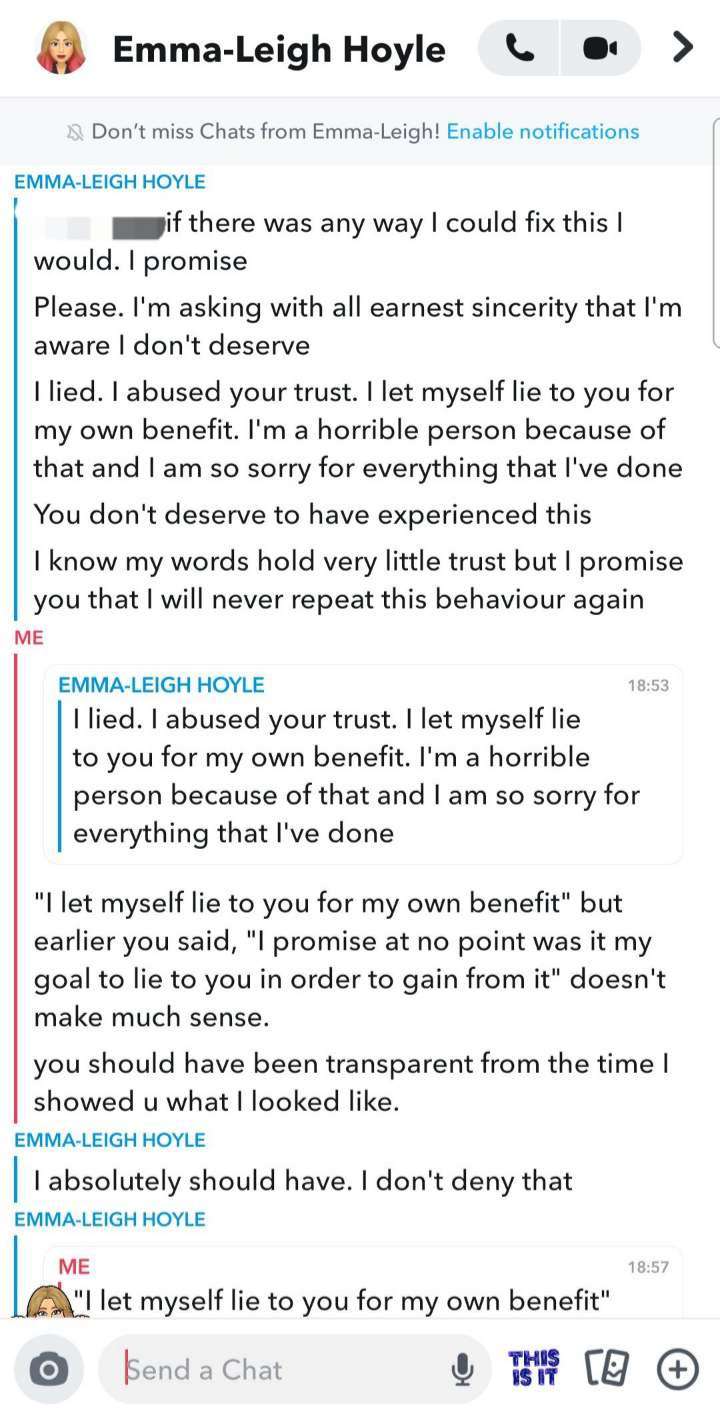 Emma-Leigh Hoyle
Don't miss Chats from Emma-Leigh! Enable notifications
EMMA-LEIGH HOYLE
if there was any way I could fix this I
would. I promise
Please. I'm asking with all earnest sincerity that I'm
aware I don't deserve
I lied. I abused your trust. I let myself lie to you for
my own benefit. I'm a horrible person because of
that and I am so sorry for everything that I've done
You don't deserve to have experienced this
I know my words hold very little trust but I promise
you that I will never repeat this behaviour again
ME
EMMA-LEIGH HOYLE 18:53
I lied. I abused your trust. I let myself lie
to you for my own benefit. I'm a horrible
person because of that and I am so sorry for
everything that I've done
"I let myself lie to you for my own benefit" but
earlier you said, "I promise at no point was it my
goal to lie to you in order to gain from it" doesn't
make much sense.
you should have been transparent from the time I
showed u what I looked like.
EMMA-LEIGH HOYLE
I absolutely should have. I don't deny that
EMMA-LEIGH HOYLE
ME 18:57
"I let myself lie to you for my own benefit"
Send a Chat
THIS
IS IT